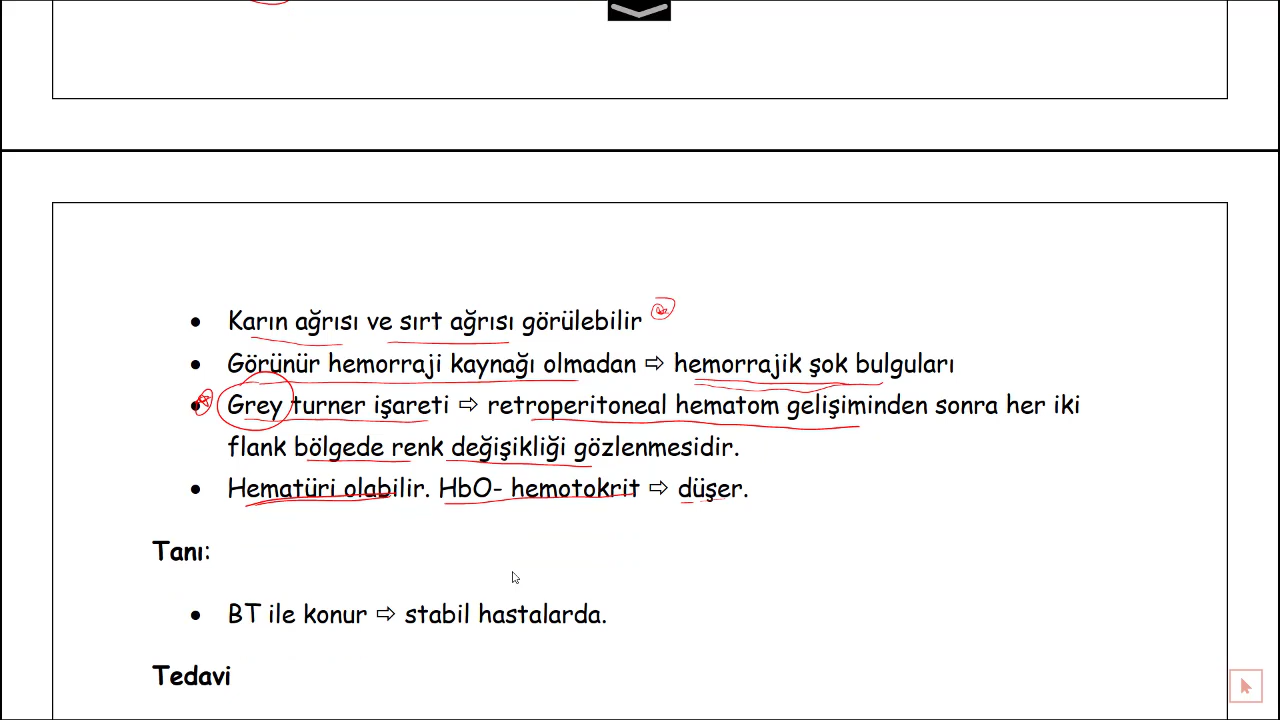 Karın ağrısı ve sırt ağrısı görülebilir
Görünür hemorraji kaynağı olmadan ⇨ hemorrajik şok bulguları
Grey turner işareti ⇨ retroperitoneal hematom gelişiminden sonra her iki
flank bölgede renk değişikliği gözlenmesidir.
Hematüri olabilir. HbO- hemotokrit ⇨ düşer.
Tanı:
BT ile konur ⇨ stabil hastalarda.
Tedavi